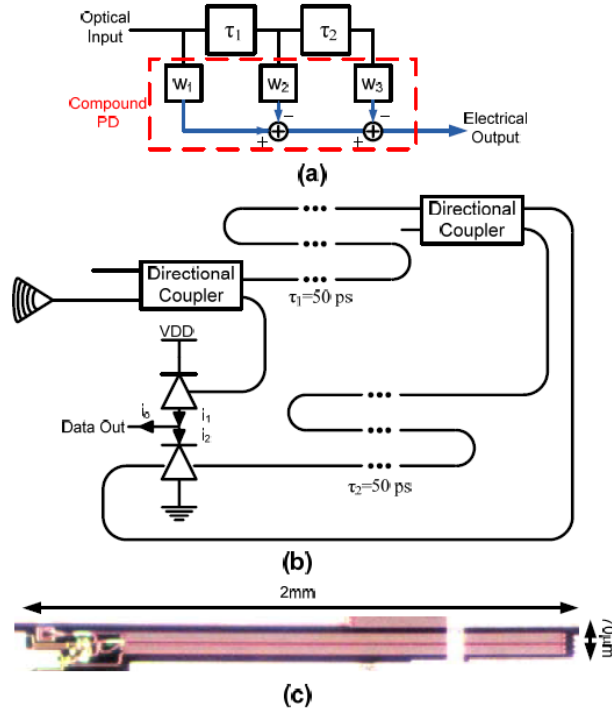 Optical
Input
τ1
τ2
w1
w2
w3
Compound
PD
−
−
+
+
Electrical
Output
(a)
Directional
Coupler
Directional
Coupler
τ1=50 ps
VDD
i1
io
Data Out
i2
τ2=50 ps
(b)
2mm
70µm
(c)